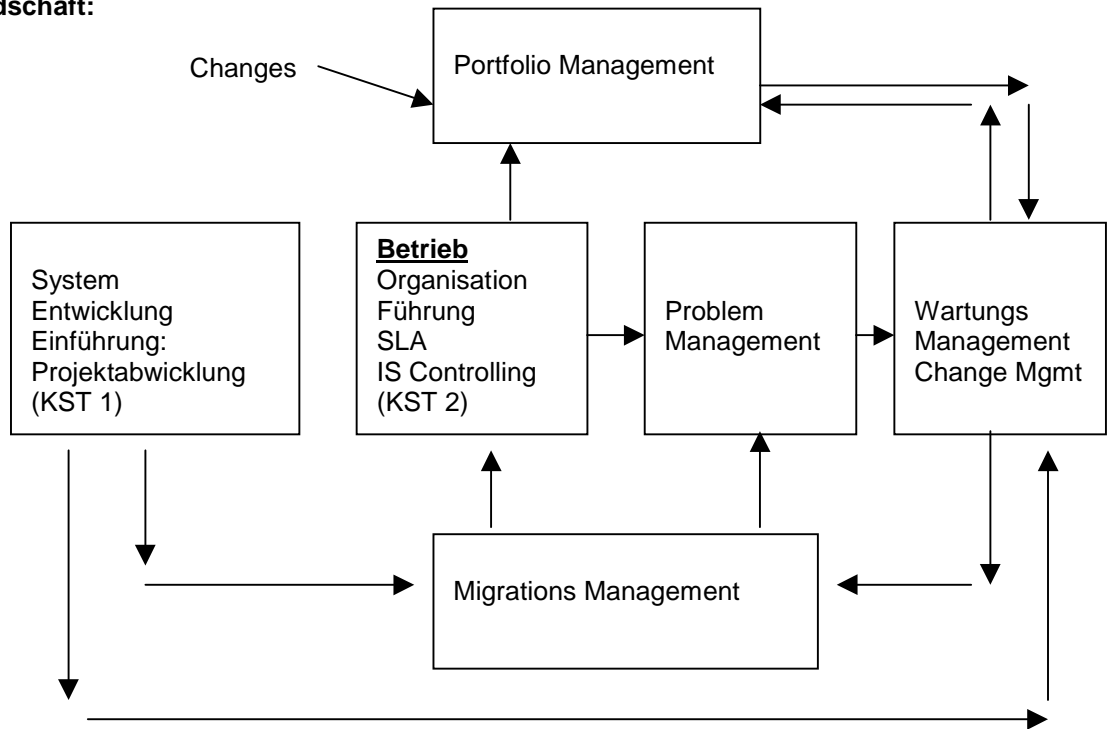 dschaft:
Changes
Portfolio Management
System
Entwicklung
Einführung:
Projektabwicklung
(KST 1)
Betrieb
Organisation
Führung
SLA
IS Controlling
(KST 2)
Problem
Management
Wartungs
Management
Change Mgmt
Migrations Management